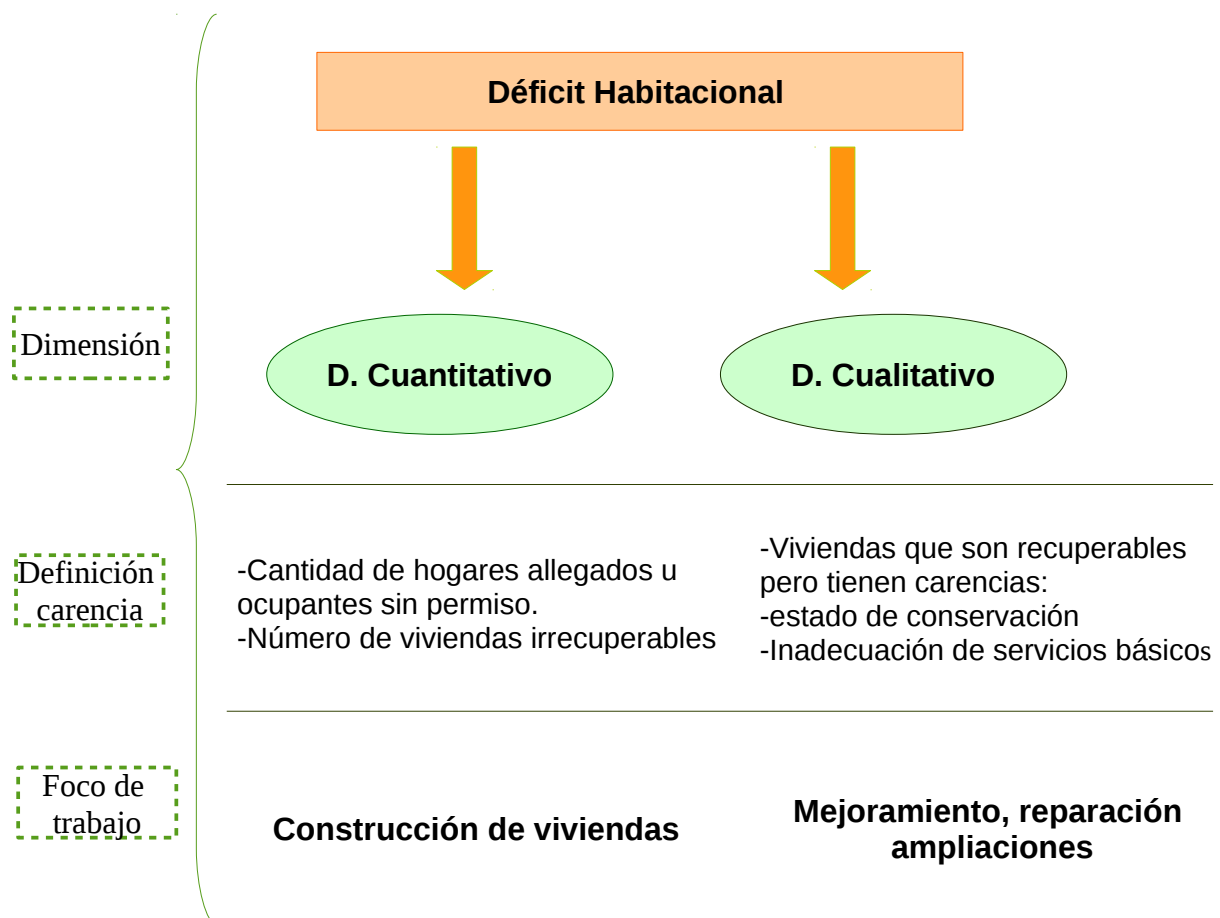 Déficit Habitacional
Dimensión
D. Cuantitativo
D. Cualitativo
Definición
carencia
-Cantidad de hogares allegados u
ocupantes sin permiso.
-Número de viviendas irrecuperables
-Viviendas que son recuperables
pero tienen carencias:
-estado de conservación
-Inadecuación de servicios básicos
Foco de
trabajo
Construcción de viviendas
Mejoramiento, reparación
ampliaciones